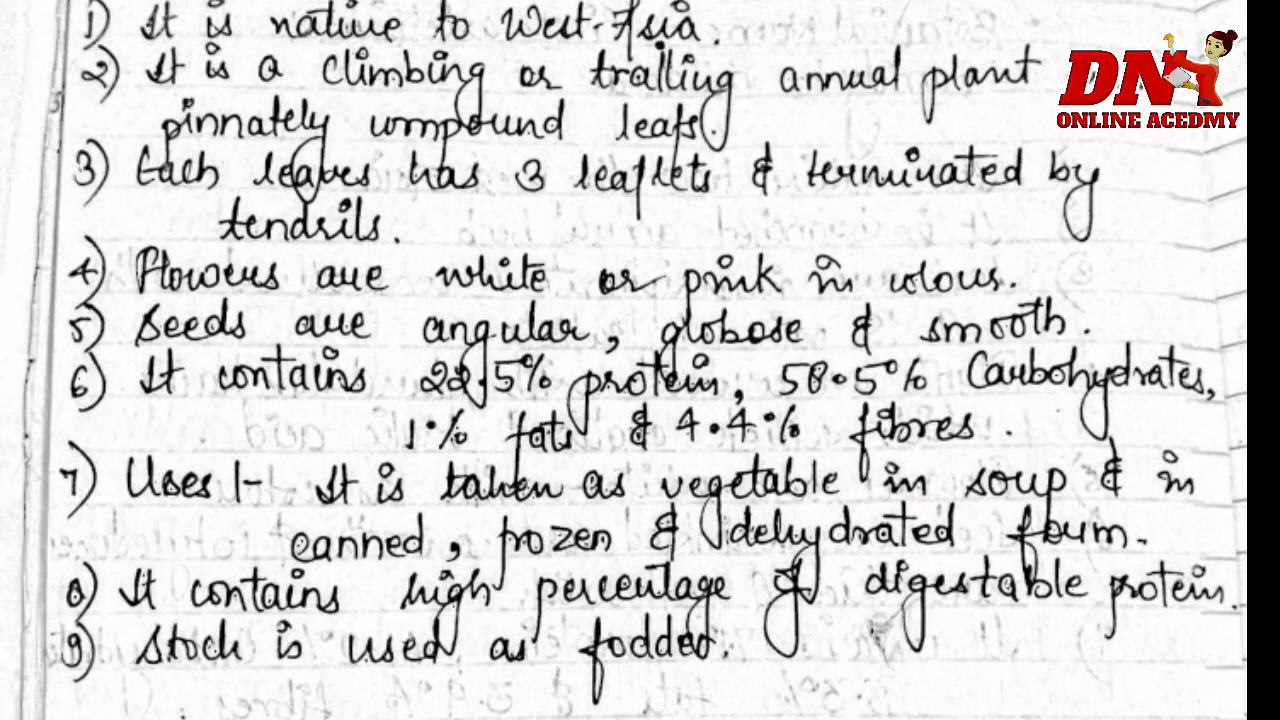 1) It is native to West-Asia.
2) It is a climbing or trailing annual plant
pinnately compound leafs.
3) Each leaves has 3 leaflets & terminated by
tendrils.
4) Flowers are white or pink in colour.
5) Seeds are angular, globose & smooth.
6) It contains 22.5% protein, 58.5% Carbohydrates,
1% fats & 4.4% fibres.
7) Uses :- It is taken as vegetable in soup & in
canned, frozen & dehydrated form.
8) It contains high percentage of digestable protein.
9) Stock is used as fodder.
DN
ONLINE ACEDMY